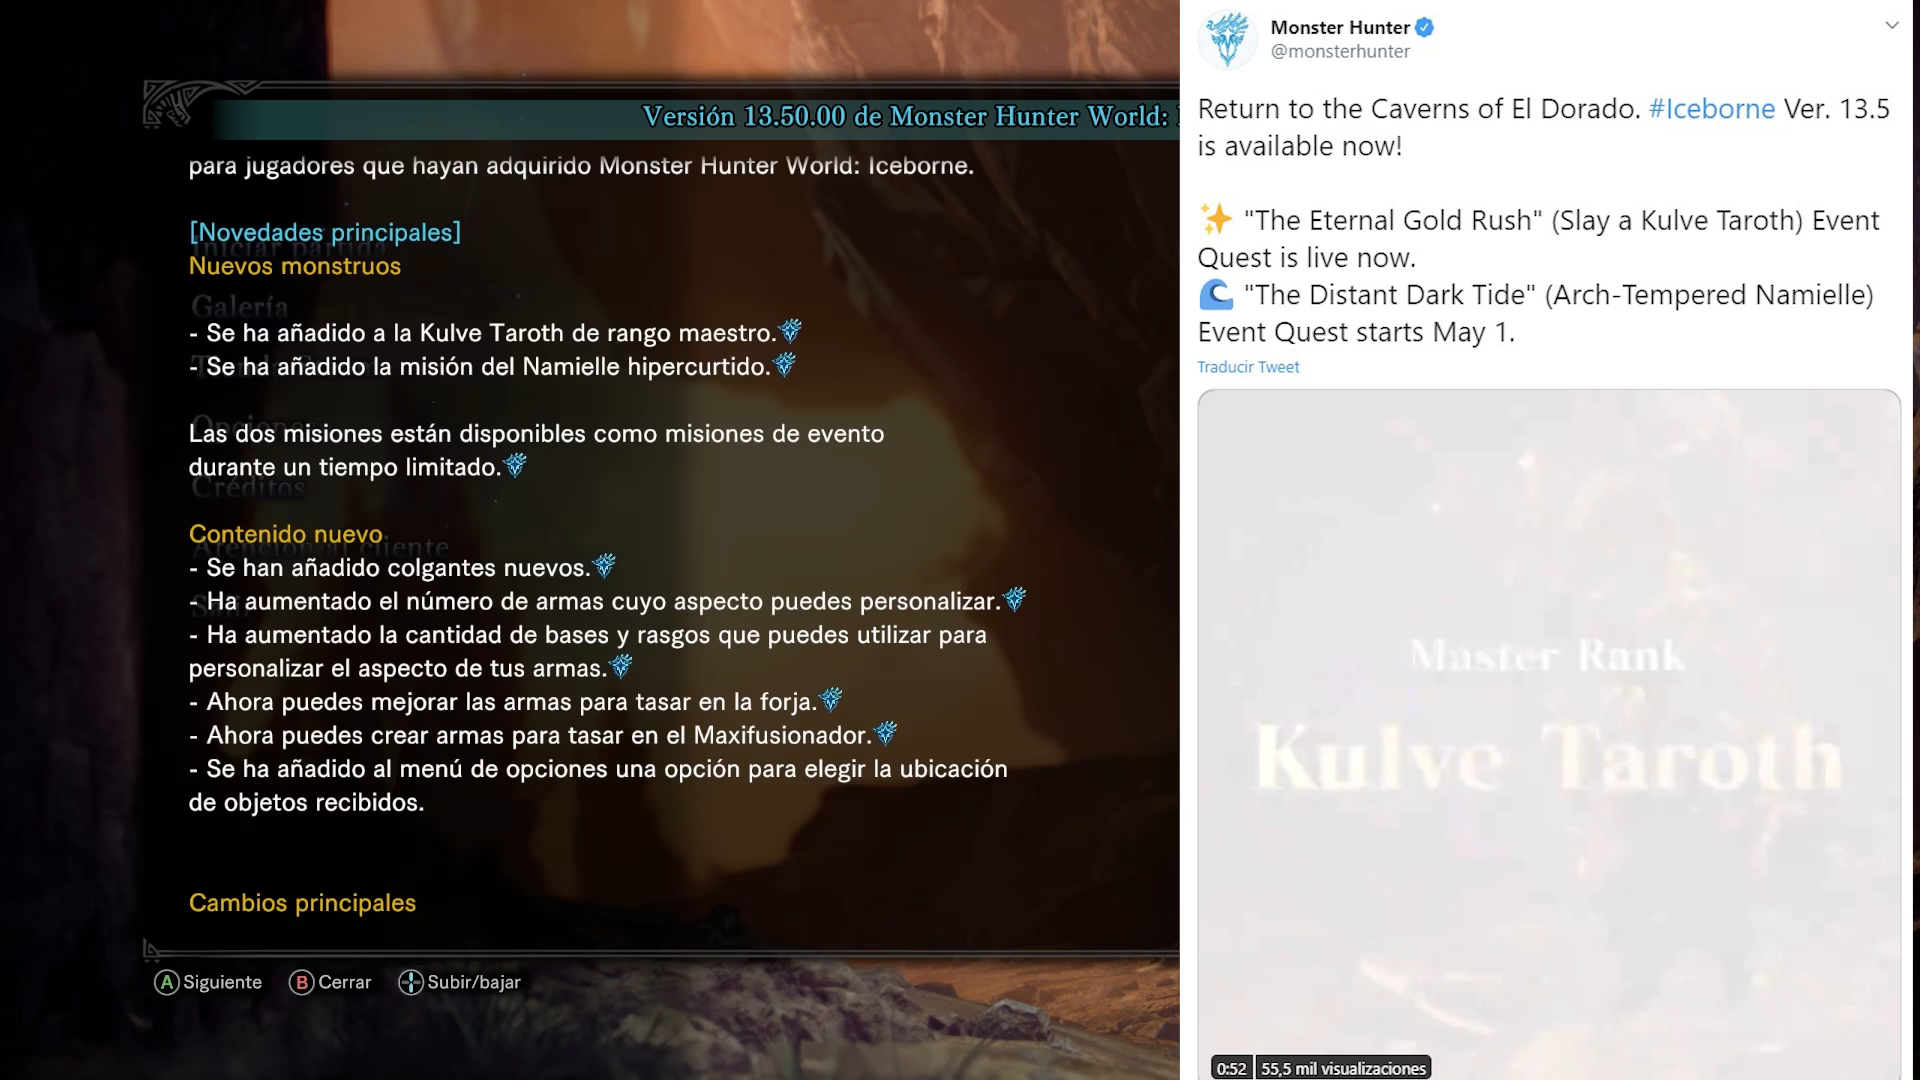 Versión 13.50.00 de Monster Hunter World:
para jugadores que hayan adquirido Monster Hunter World: Iceborne.
[Novedades principales]
Iniciar partida
Nuevos monstruos
Galería
- Se ha añadido a la Kulve Taroth de rango maestro.
- Se ha añadido la misión del Namielle hipercurtido.
Opciones
Las dos misiones están disponibles como misiones de evento
durante un tiempo limitado.
Créditos
Contenido nuevo
Atención al cliente
- Se han añadido colgantes nuevos.
- Ha aumentado el número de armas cuyo aspecto puedes personalizar.
- Ha aumentado la cantidad de bases y rasgos que puedes utilizar para
personalizar el aspecto de tus armas.
- Ahora puedes mejorar las armas para tasar en la forja.
- Ahora puedes crear armas para tasar en el Maxifusionador.
- Se ha añadido al menú de opciones una opción para elegir la ubicación
de objetos recibidos.
Cambios principales
A Siguiente B Cerrar Subir/bajar
Monster Hunter
@monsterhunter
Return to the Caverns of El Dorado. #Iceborne Ver. 13.5
is available now!
✨ "The Eternal Gold Rush" (Slay a Kulve Taroth) Event
Quest is live now.
🌊 "The Distant Dark Tide" (Arch-Tempered Namielle)
Event Quest starts May 1.
Traducir Tweet
Master Rank
Kulve Taroth
0:52 55,5 mil visualizaciones